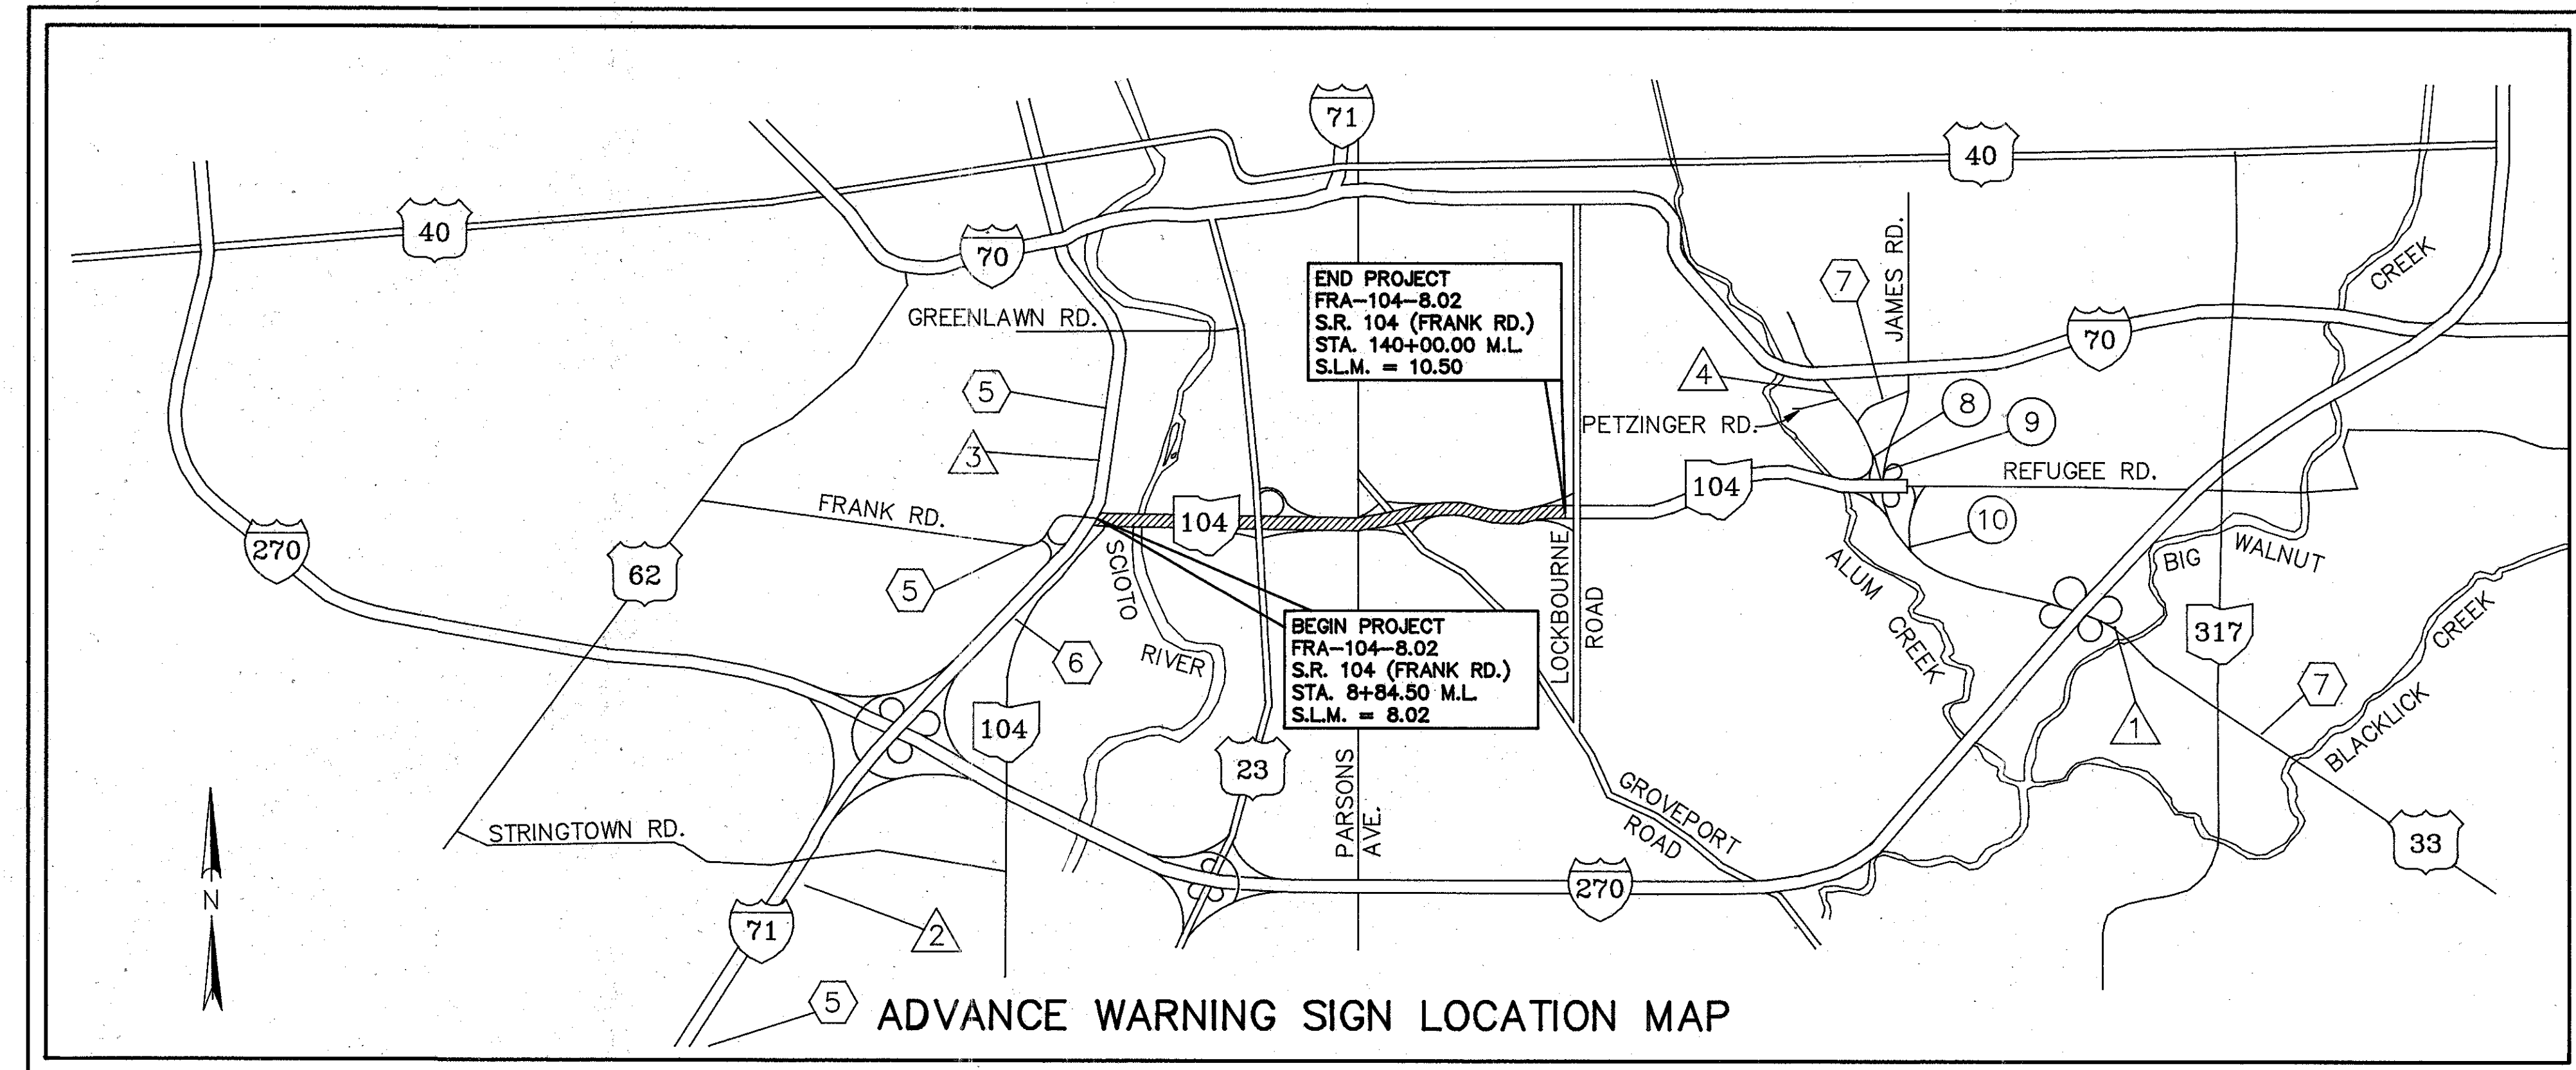 71
40
40
70
GREENLAWN RD.
END PROJECT
FRA-104-8.02
S.R. 104 (FRANK RD.)
STA. 140+00.00 M.L.
S.L.M. = 10.50
7
JAMES RD.
CREEK
70
4
5
8
9
3
PETZINGER RD.
REFUGEE RD.
104
104
FRANK RD.
10
270
62
5
SCIOTO
RIVER
LOCKBOURNE
ROAD
ALUM
CREEK
BIG
WALNUT
BEGIN PROJECT
FRA-104-8.02
S.R. 104 (FRANK RD.)
STA. 8+84.50 M.L.
S.L.M. = 8.02
6
317
CREEK
BLACKLICK
7
1
104
23
PARSONS
AVE.
GROVEPORT
ROAD
STRINGTOWN RD.
33
270
N
71
2
5
ADVANCE WARNING SIGN LOCATION MAP